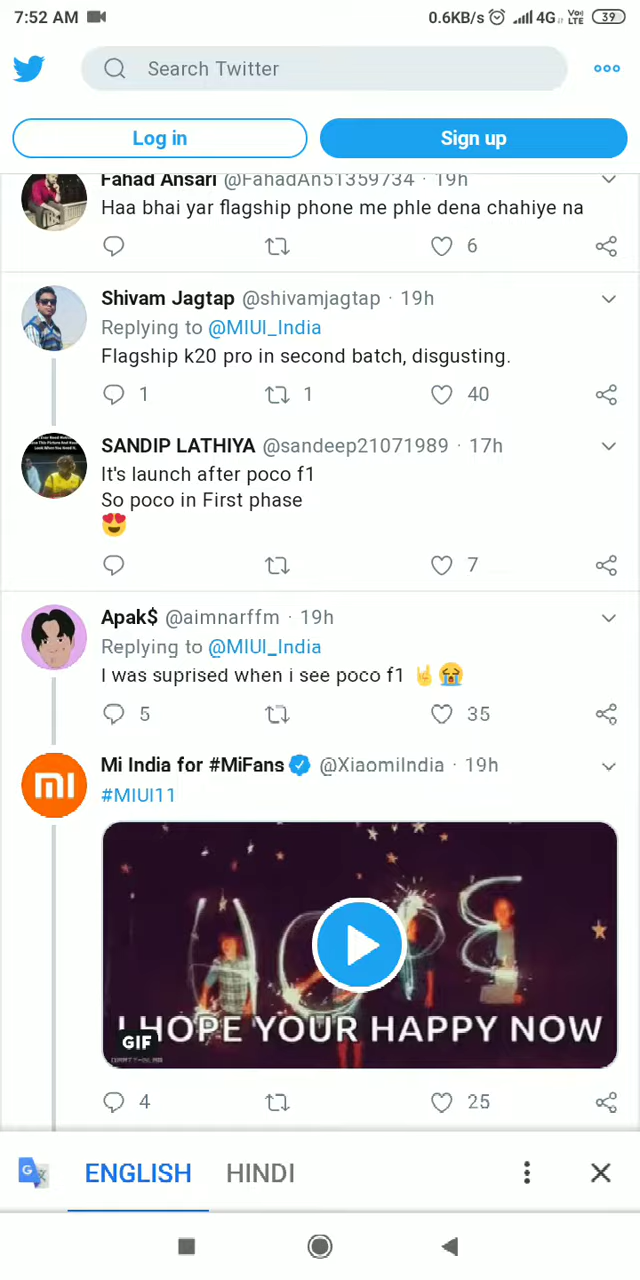 7:52 AM 0.6KB/s 4G VoLTE 39
Search Twitter
Log in Sign up
Fahad Ansari @FahadAn51359734 · 19h
Haa bhai yar flagship phone me phle dena chahiye na
6
Shivam Jagtap @shivamjagtap · 19h
Replying to @MIUI_India
Flagship k20 pro in second batch, disgusting.
1 1 40
SANDIP LATHIYA @sandeep21071989 · 17h
It's launch after poco f1
So poco in First phase
😍
7
Apak$ @aimnarffm · 19h
Replying to @MIUI_India
I was suprised when i see poco f1 🤘😭
5 35
Mi India for #MiFans @XiaomiIndia · 19h
#MIUI11
HOPE
I HOPE YOUR HAPPY NOW
GIF
4 25
ENGLISH HINDI